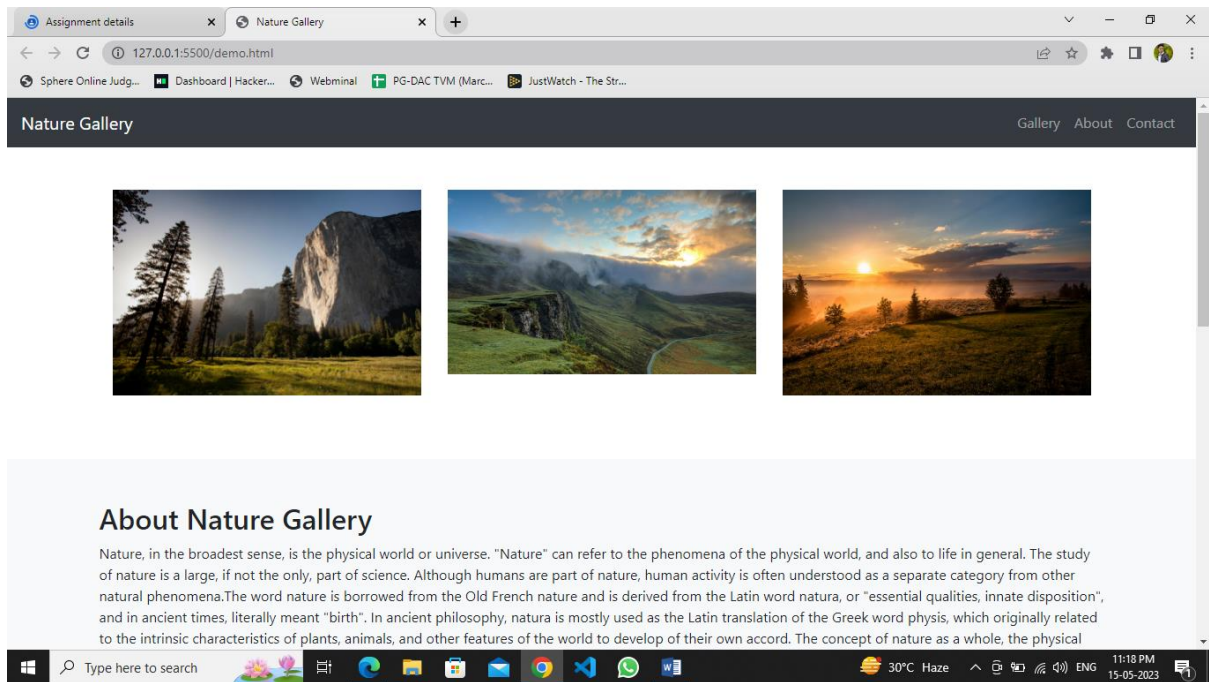 Assignment details
Nature Gallery
127.0.0.1:5500/demo.html
Sphere Online Judg... Dashboard | Hacker... Webminal PG-DAC TVM (Marc... JustWatch - The Str...
Nature Gallery Gallery About Contact
About Nature Gallery
Nature, in the broadest sense, is the physical world or universe. "Nature" can refer to the phenomena of the physical world, and also to life in general. The study
of nature is a large, if not the only, part of science. Although humans are part of nature, human activity is often understood as a separate category from other
natural phenomena.The word nature is borrowed from the Old French nature and is derived from the Latin word natura, or "essential qualities, innate disposition",
and in ancient times, literally meant "birth". In ancient philosophy, natura is mostly used as the Latin translation of the Greek word physis, which originally related
to the intrinsic characteristics of plants, animals, and other features of the world to develop of their own accord. The concept of nature as a whole, the physical
Type here to search 30°C Haze ENG 11:18 PM
15-05-2023